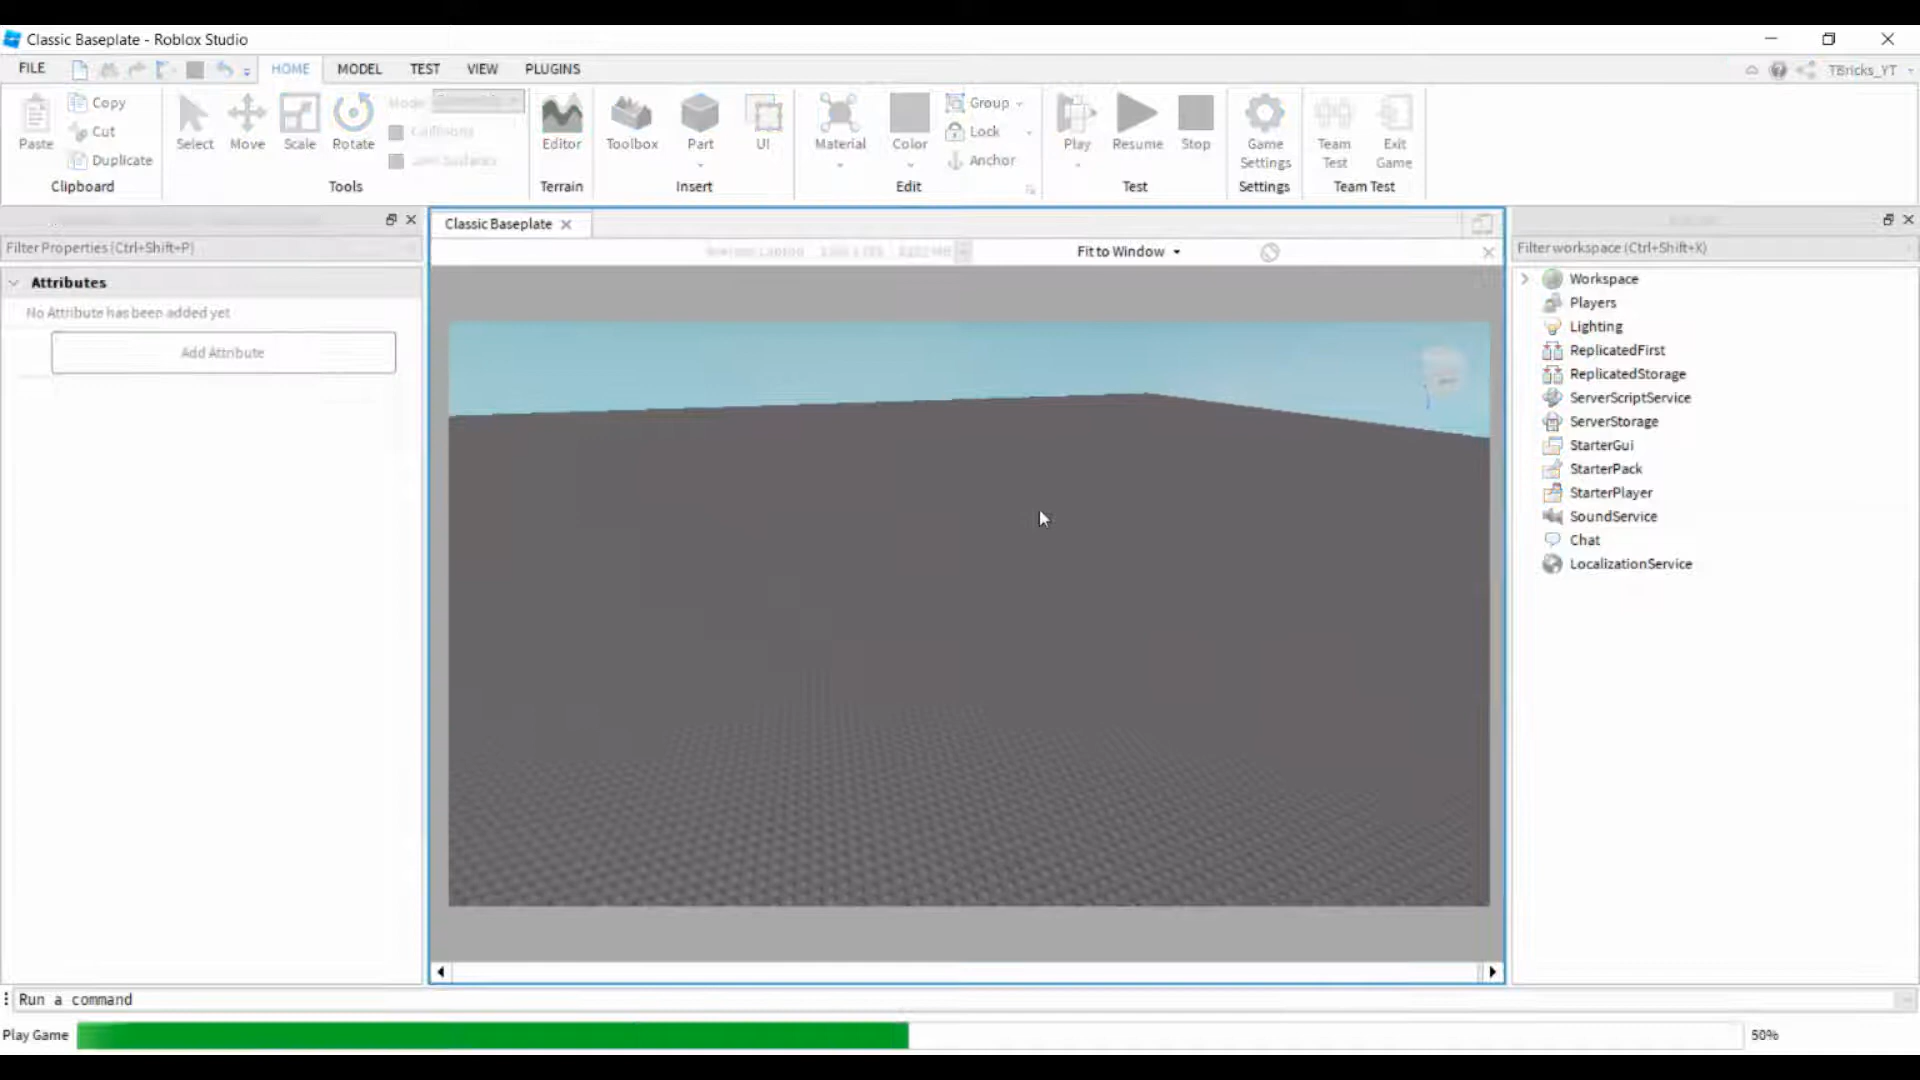 Classic Baseplate - Roblox Studio
FILE HOME MODEL TEST VIEW PLUGINS TBricks_YT
Copy Group
Cut Lock
Paste Select Move Scale Rotate Editor Toolbox Part UI Material Color Play Resume Stop Game Settings Team Test Exit Game
Duplicate Anchor
Clipboard Tools Terrain Insert Edit Test Settings Team Test
Classic Baseplate
Filter Properties (Ctrl+Shift+P)
Fit to Window
Filter workspace (Ctrl+Shift+X)
Attributes
No Attribute has been added yet
Add Attribute
Workspace
Players
Lighting
ReplicatedFirst
ReplicatedStorage
ServerScriptService
ServerStorage
StarterGui
StarterPack
StarterPlayer
SoundService
Chat
LocalizationService
Run a command
Play Game 50%